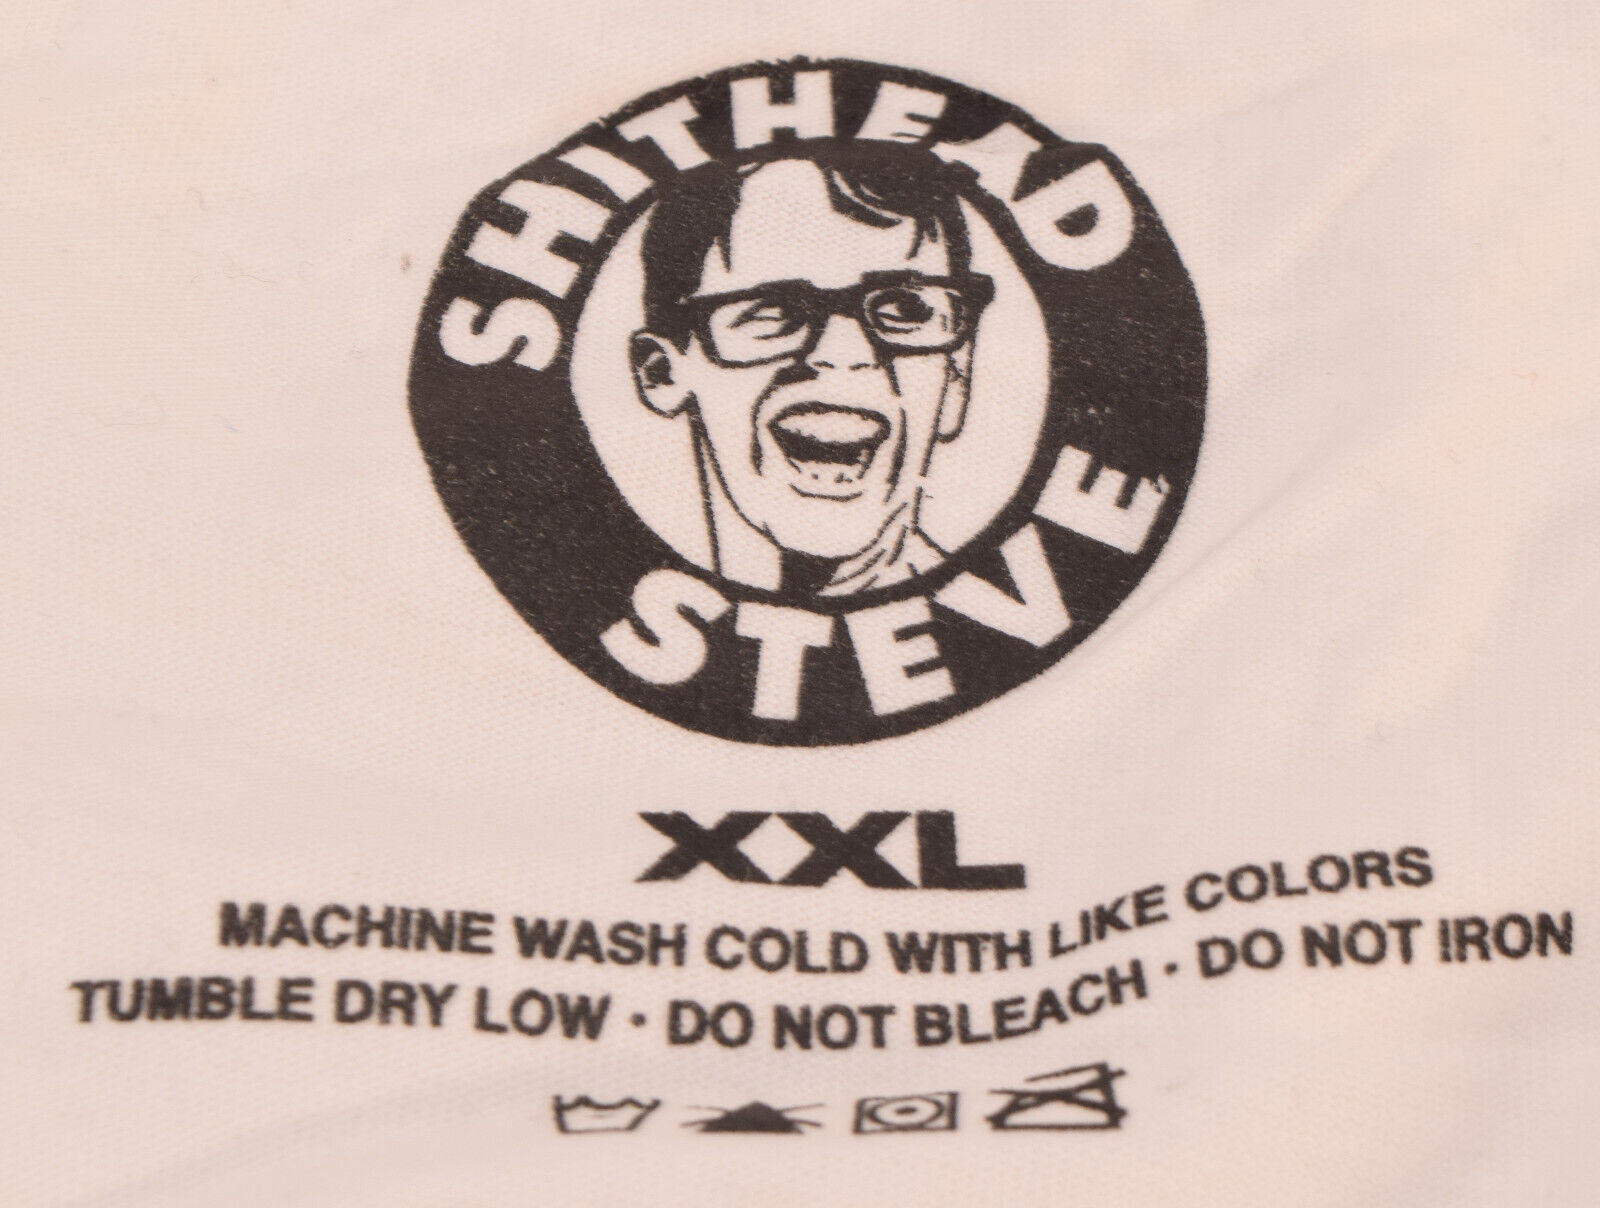 SHITHEAD
STEVE
XXL
MACHINE WASH COLD WITH LIKE COLORS
TUMBLE DRY LOW · DO NOT BLEACH · DO NOT IRON